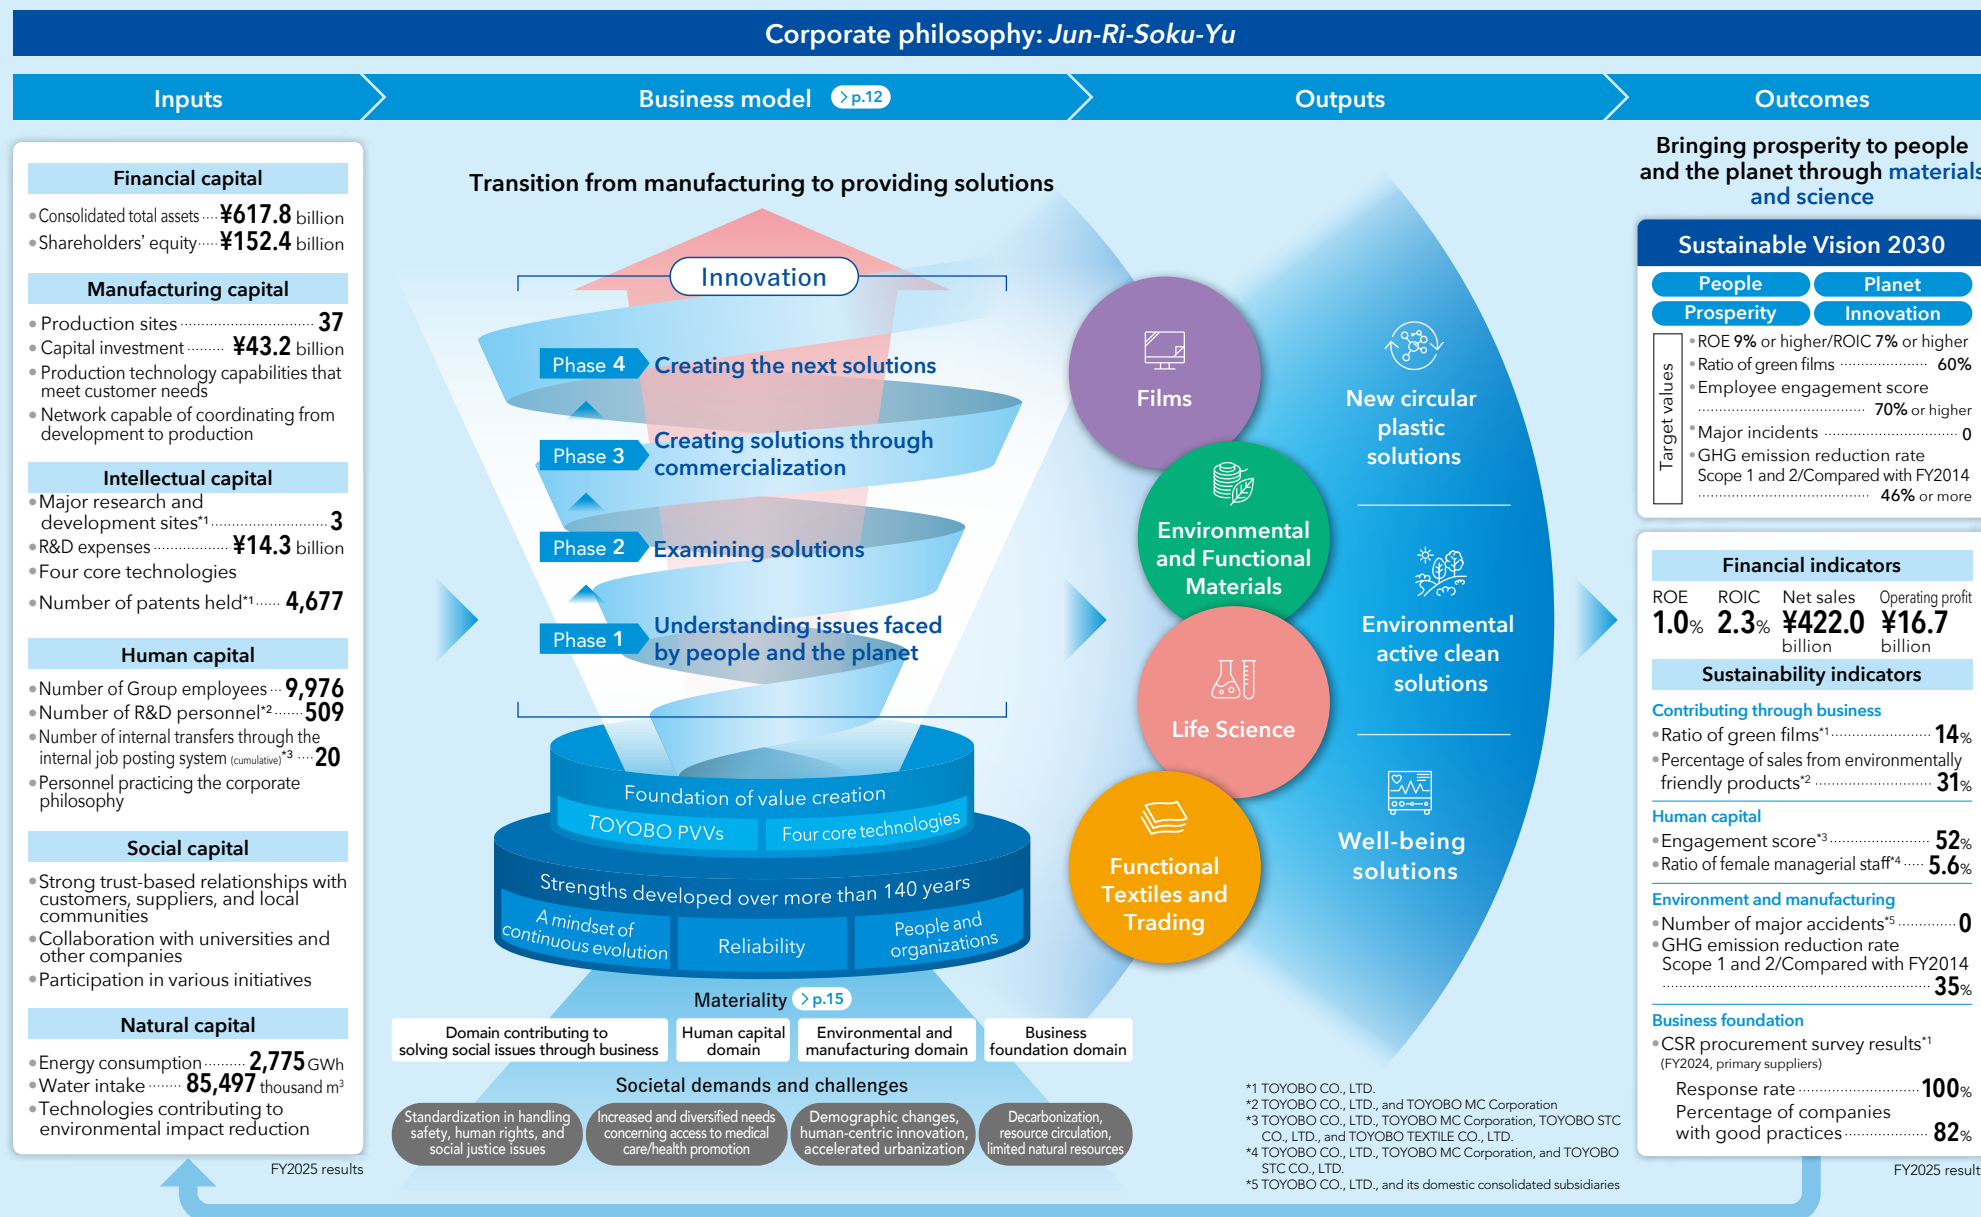 Corporate philosophy: Jun-Ri-Soku-Yu
Inputs
Business model
p.12
Outputs
Outcomes
Financial capital
Consolidated total assets ¥617.8 billion
Shareholders' equity ¥152.4 billion
Manufacturing capital
Production sites 37
Capital investment ¥43.2 billion
Production technology capabilities that
meet customer needs
Network capable of coordinating from
development to production
Intellectual capital
Major research and
development sites*1 3
R&D expenses ¥14.3 billion
Four core technologies
Number of patents held*1 4,677
Human capital
Number of Group employees 9,976
Number of R&D personnel*2 509
Number of internal transfers through the
internal job posting system (cumulative)*3 20
Personnel practicing the corporate
philosophy
Social capital
Strong trust-based relationships with
customers, suppliers, and local
communities
Collaboration with universities and
other companies
Participation in various initiatives
Natural capital
Energy consumption 2,775 GWh
Water intake 85,497 thousand m³
Technologies contributing to
environmental impact reduction
FY2025 results
Transition from manufacturing to providing solutions
Innovation
Phase 4 Creating the next solutions
Phase 3 Creating solutions through
commercialization
Phase 2 Examining solutions
Phase 1 Understanding issues faced
by people and the planet
Foundation of value creation
TOYOBO PVVs
Four core technologies
Strengths developed over more than 140 years
A mindset of
continuous evolution
Reliability
People and
organizations
Materiality p.15
Domain contributing to
solving social issues through business
Human capital
domain
Environmental and
manufacturing domain
Business
foundation domain
Societal demands and challenges
Standardization in handling
safety, human rights, and
social justice issues
Increased and diversified needs
concerning access to medical
care/health promotion
Demographic changes,
human-centric innovation,
accelerated urbanization
Decarbonization,
resource circulation,
limited natural resources
Films
Environmental
and Functional
Materials
Life Science
Functional
Textiles and
Trading
New circular
plastic
solutions
Environmental
active clean
solutions
Well-being
solutions
*1 TOYOBO CO., LTD.
*2 TOYOBO CO., LTD., and TOYOBO MC Corporation
*3 TOYOBO CO., LTD., TOYOBO MC Corporation, TOYOBO STC
CO., LTD., and TOYOBO TEXTILE CO., LTD.
*4 TOYOBO CO., LTD., TOYOBO MC Corporation, and TOYOBO
STC CO., LTD.
*5 TOYOBO CO., LTD., and its domestic consolidated subsidiaries
Bringing prosperity to people
and the planet through materials
and science
Sustainable Vision 2030
People
Planet
Prosperity
Innovation
Target values
ROE 9% or higher/ROIC 7% or higher
Ratio of green films 60%
Employee engagement score
70% or higher
Major incidents 0
GHG emission reduction rate
Scope 1 and 2/Compared with FY2014
46% or more
Financial indicators
ROE ROIC Net sales Operating profit
1.0% 2.3% ¥422.0 ¥16.7
billion billion
Sustainability indicators
Contributing through business
Ratio of green films*1 14%
Percentage of sales from environmentally
friendly products*2 31%
Human capital
Engagement score*3 52%
Ratio of female managerial staff*4 5.6%
Environment and manufacturing
Number of major accidents*5 0
GHG emission reduction rate
Scope 1 and 2/Compared with FY2014
35%
Business foundation
CSR procurement survey results*1
(FY2024, primary suppliers)
Response rate 100%
Percentage of companies
with good practices 82%
FY2025 result